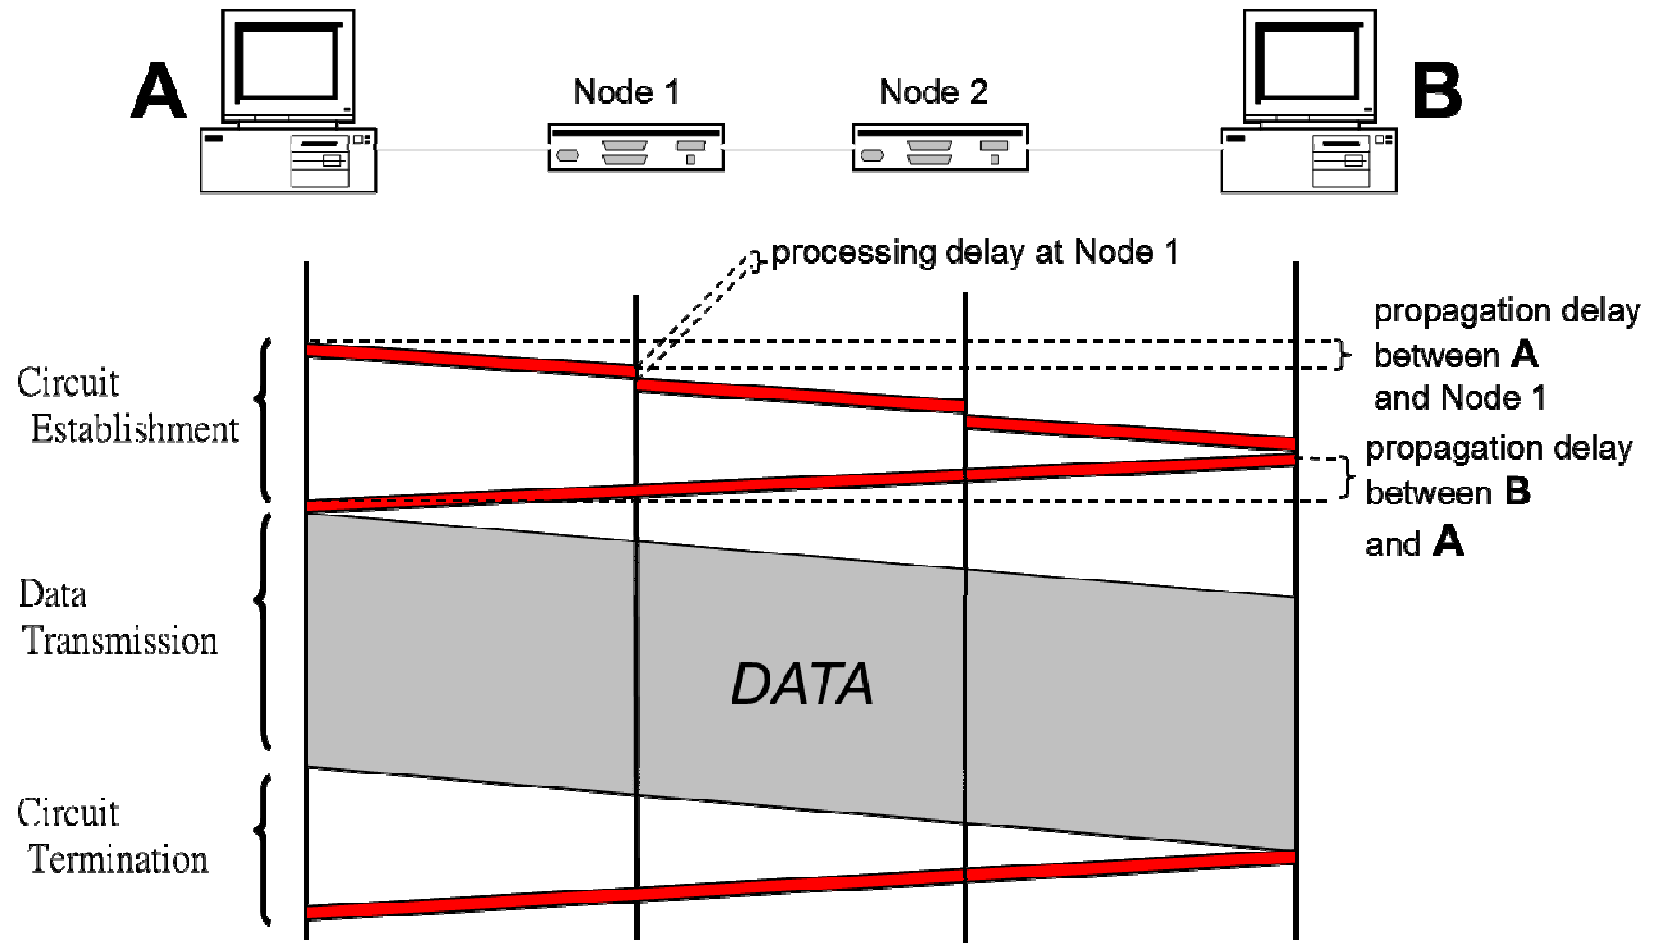 A
Node 1
Node 2
B
processing delay at Node 1
propagation delay
between A
and Node 1
Circuit
Establishment
propagation delay
between B
and A
Data
Transmission
DATA
Circuit
Termination